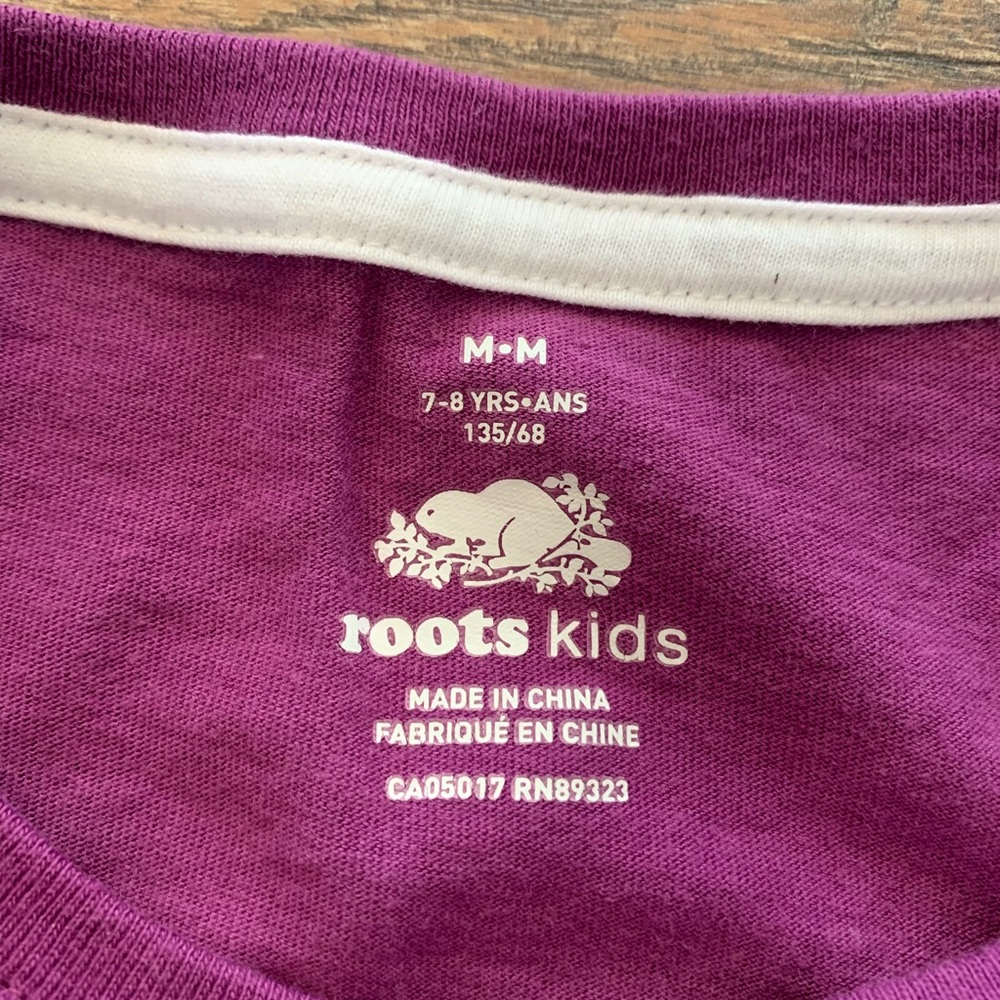 M•M
7-8 YRS•ANS
135/68
roots kids
MADE IN CHINA
FABRIQUÉ EN CHINE
CA05017 RN89323